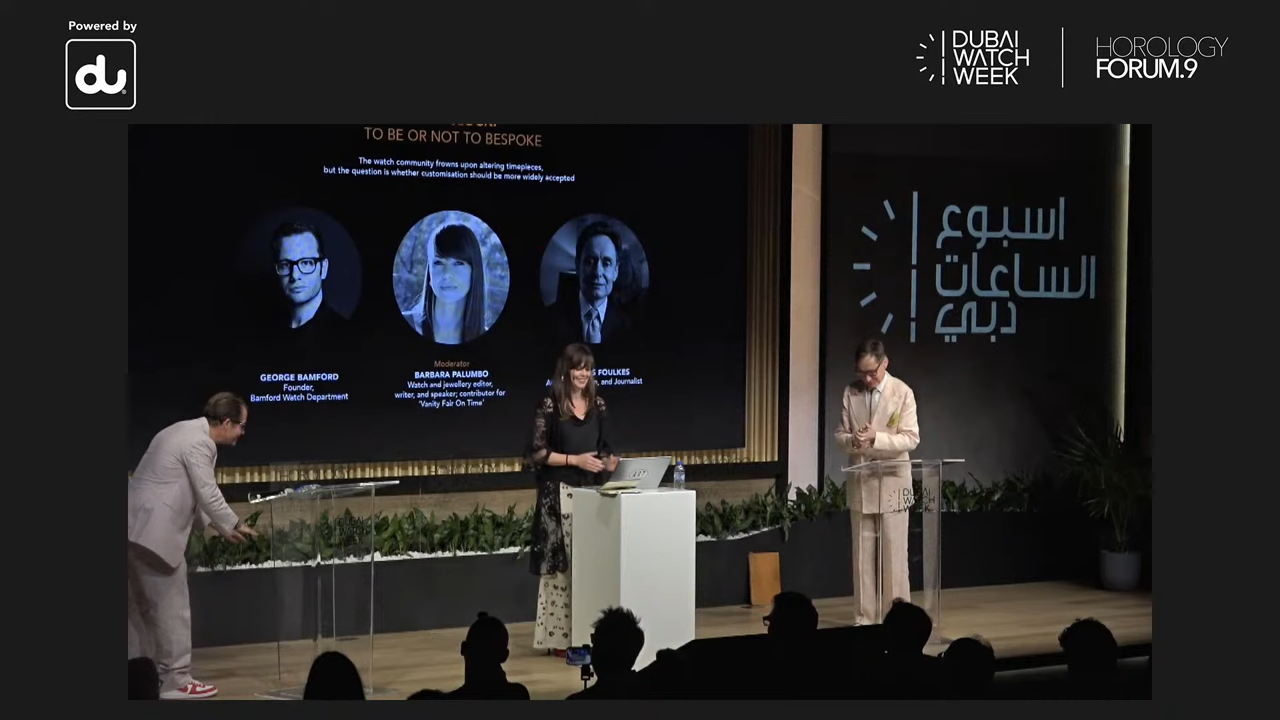 Powered by
du
DUBAI
WATCH
WEEK
HOROLOGY
FORUM.9
TO BE OR NOT TO BESPOKE
The watch community frowns upon altering timepieces,
but the question is whether customisation should be more widely accepted
GEORGE BAMFORD
Founder,
Bamford Watch Department
Moderator
BARBARA PALUMBO
Watch and jewellery editor,
writer, and speaker; contributor for
'Vanity Fair On Time'
FOULKES
and Journalist
اسبوع
الساعات
دبي
DUBAI
WATCH
WEEK